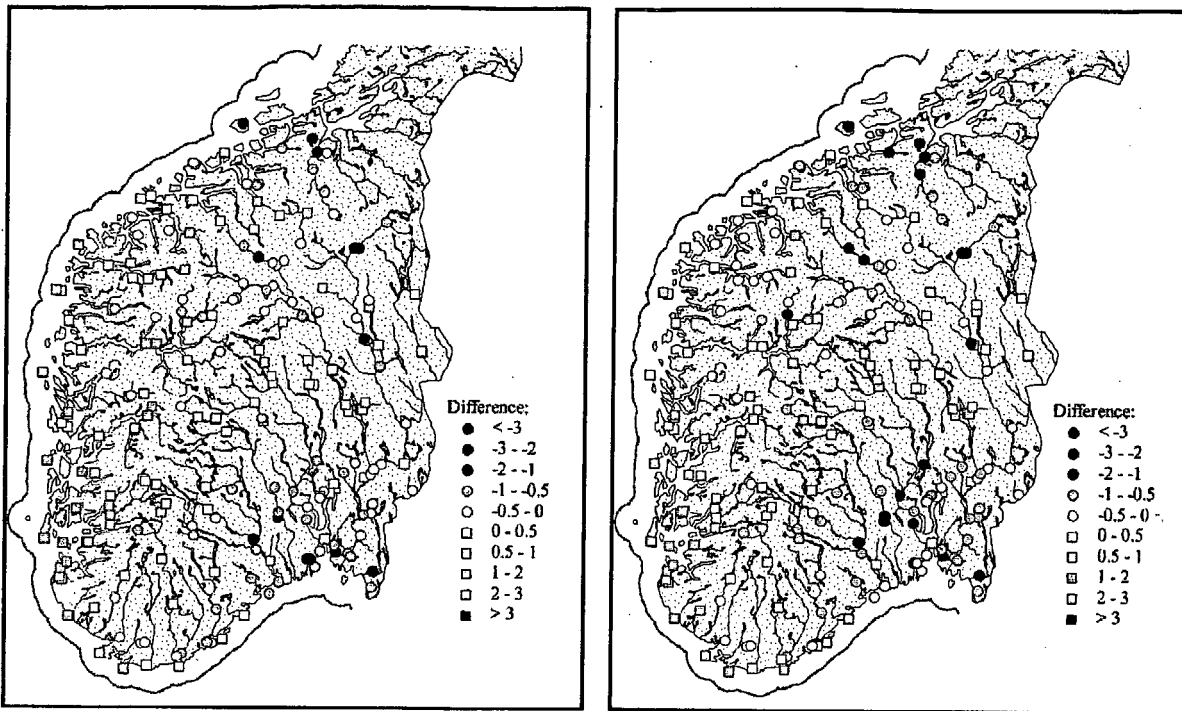 Difference:
< -3
-3 - -2
-2 - -1
-1 - -0.5
-0.5 - 0
0 - 0.5
0.5 - 1
1 - 2
2 - 3
> 3
Difference:
< -3
-3 - -2
-2 - -1
-1 - -0.5
-0.5 - 0
0 - 0.5
0.5 - 1
1 - 2
2 - 3
> 3